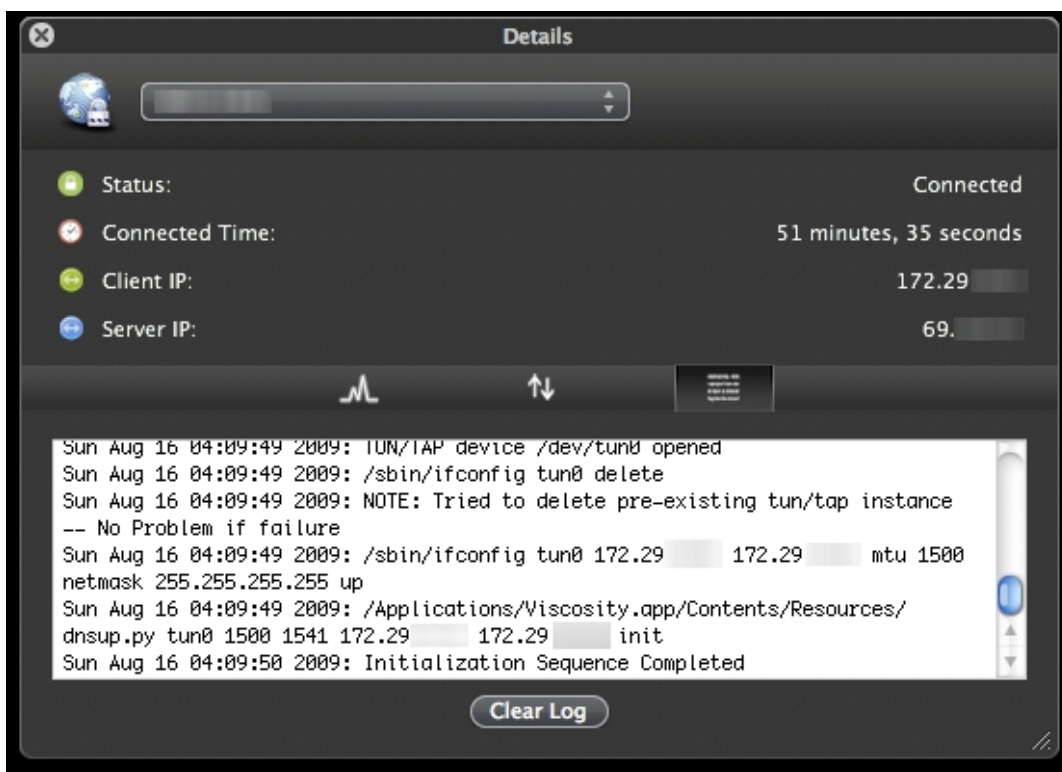 Details
Status: Connected
Connected Time: 51 minutes, 35 seconds
Client IP: 172.29
Server IP: 69.
Sun Aug 16 04:09:49 2009: TUN/TAP device /dev/tun0 opened
Sun Aug 16 04:09:49 2009: /sbin/ifconfig tun0 delete
Sun Aug 16 04:09:49 2009: NOTE: Tried to delete pre-existing tun/tap instance
-- No Problem if failure
Sun Aug 16 04:09:49 2009: /sbin/ifconfig tun0 172.29 172.29 mtu 1500
netmask 255.255.255.255 up
Sun Aug 16 04:09:49 2009: /Applications/Viscosity.app/Contents/Resources/
dnsup.py tun0 1500 1541 172.29 172.29 init
Sun Aug 16 04:09:50 2009: Initialization Sequence Completed
Clear Log